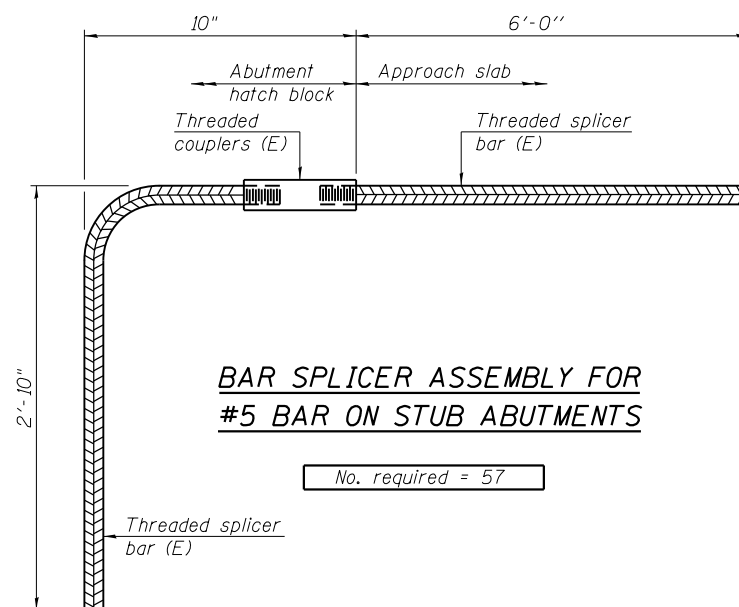 10"
6'-0"
Abutment
hatch block
Approach slab
Threaded
couplers (E)
Threaded splicer
bar (E)
2'-10"
BAR SPLICER ASSEMBLY FOR
#5 BAR ON STUB ABUTMENTS
No. required = 57
Threaded splicer
bar (E)